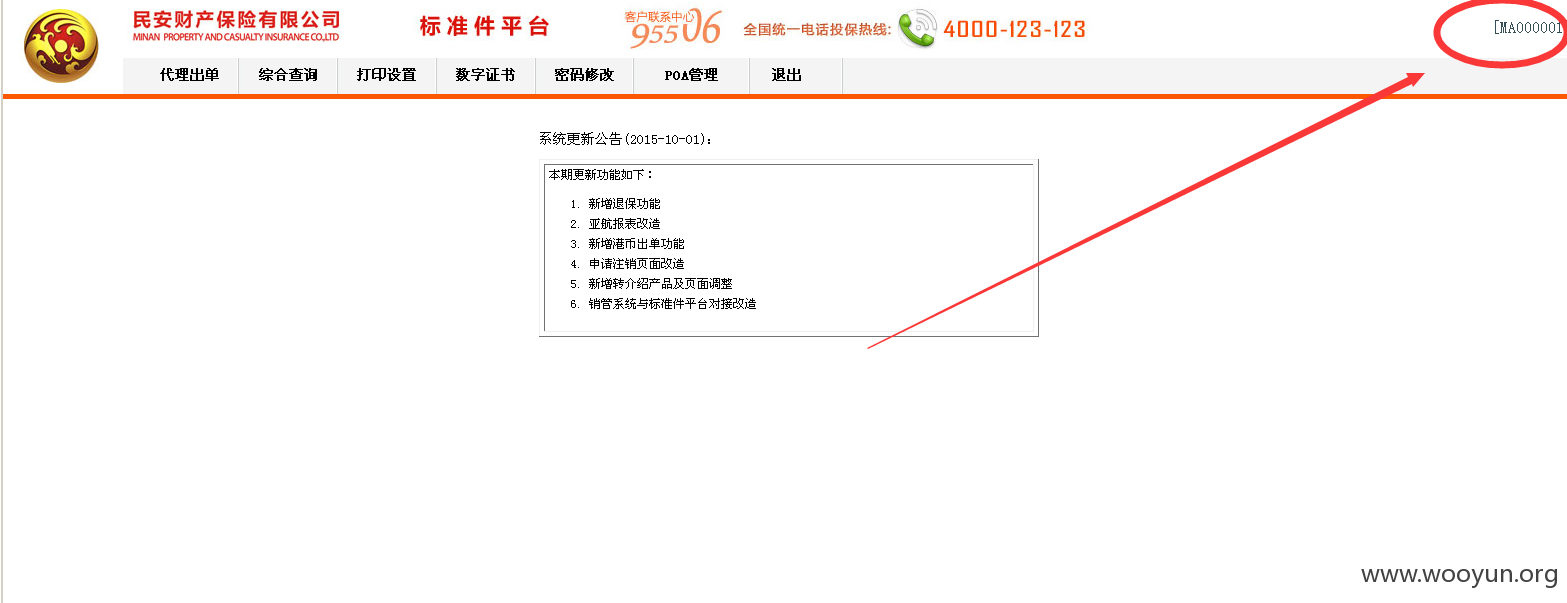 民安财产保险有限公司
MINAN PROPERTY AND CASUALTY INSURANCE CO.,LTD
标准件平台
客户联系中心
95506
全国统一电话投保热线: 4000-123-123
[MA000001
代理出单 综合查询 打印设置 数字证书 密码修改 POA管理 退出
系统更新公告(2015-10-01):
本期更新功能如下:
1. 新增退保功能
2. 亚航报表改造
3. 新增港币出单功能
4. 申请注销页面改造
5. 新增转介绍产品及页面调整
6. 销管系统与标准件平台对接改造
www.wooyun.org